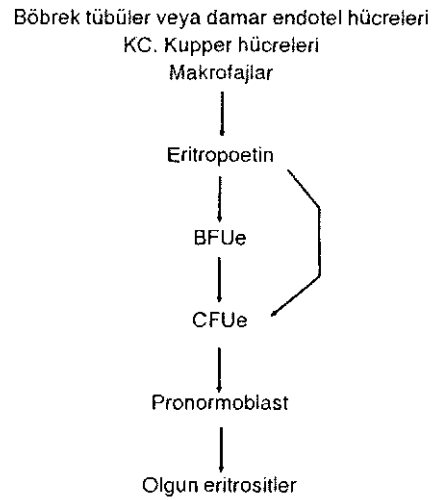 Böbrek tübüler veya damar endotel hücreleri
KC. Kupper hücreleri
Makrofajlar
Eritropoetin
BFUe
CFUe
Pronormoblast
Olgun eritrositler